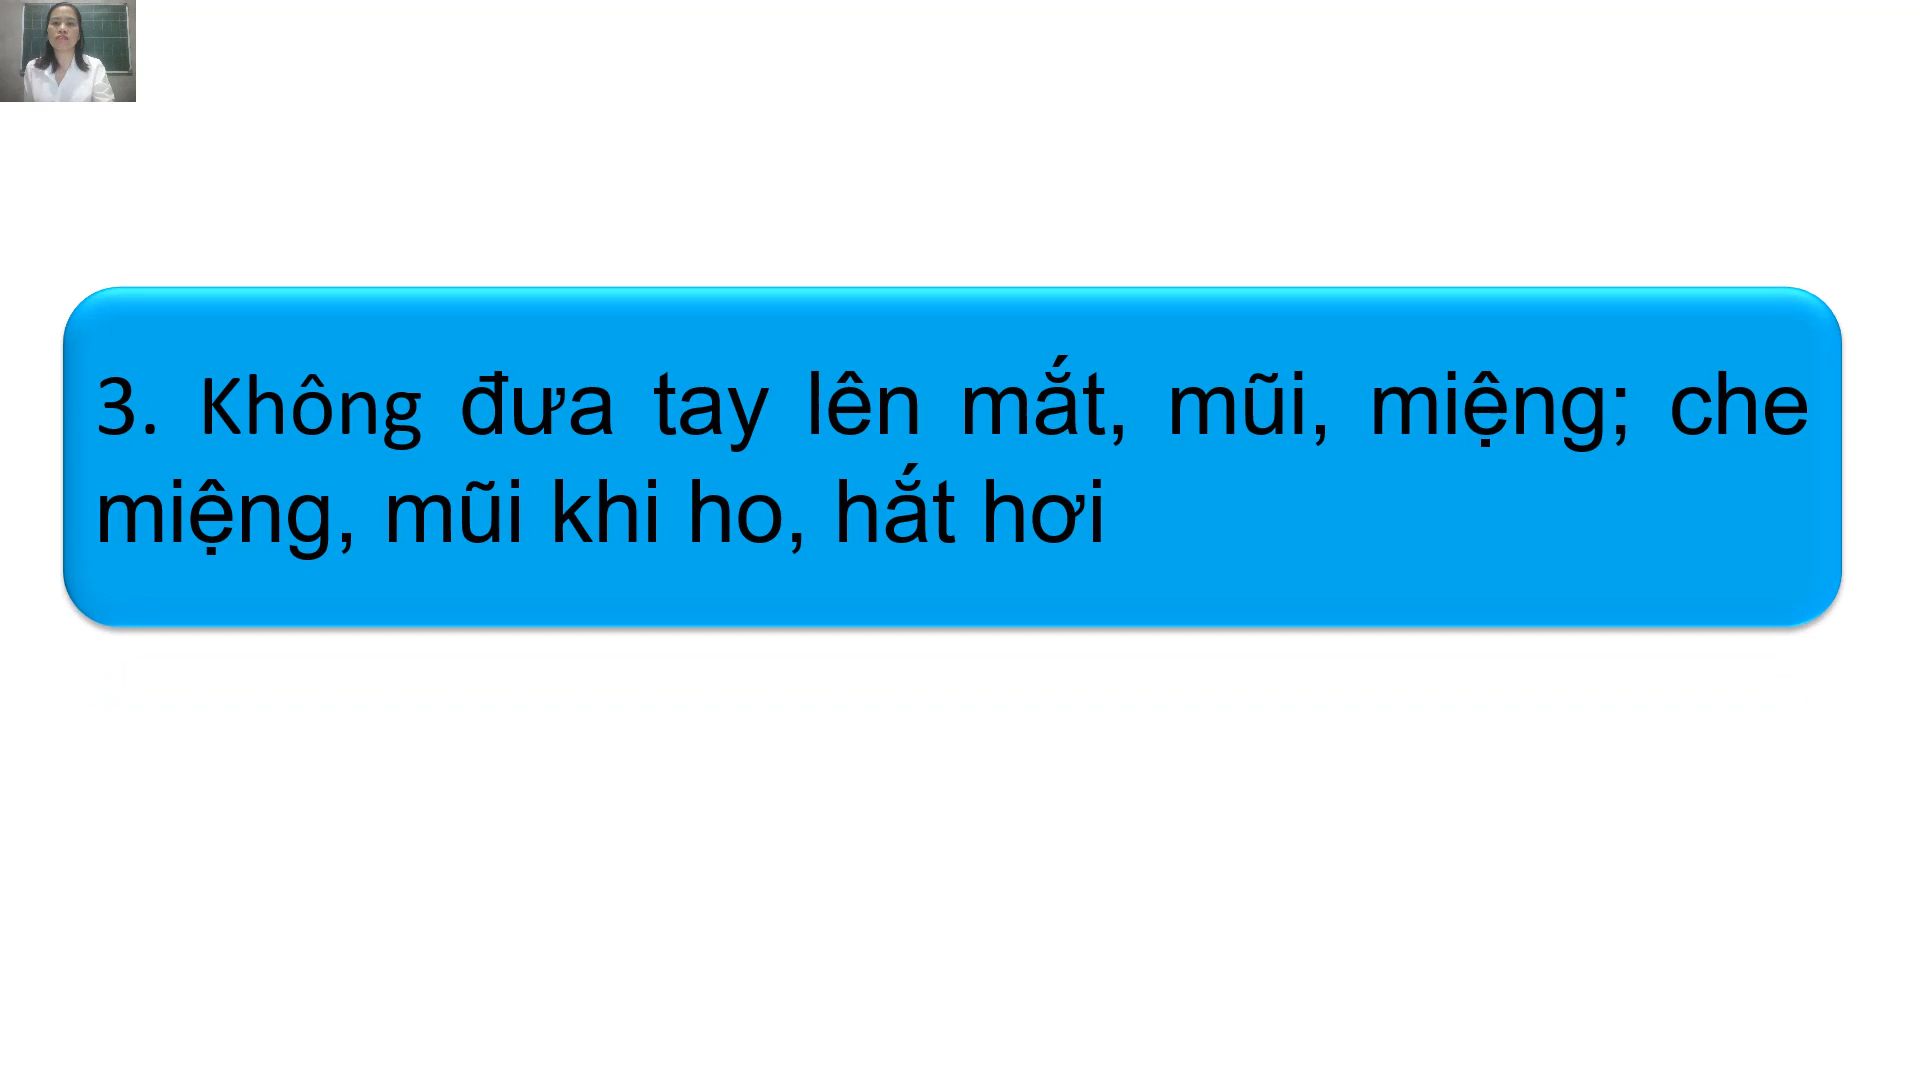 3. Không đưa tay lên mắt, mũi, miệng; che
miệng, mũi khi ho, hắt hơi